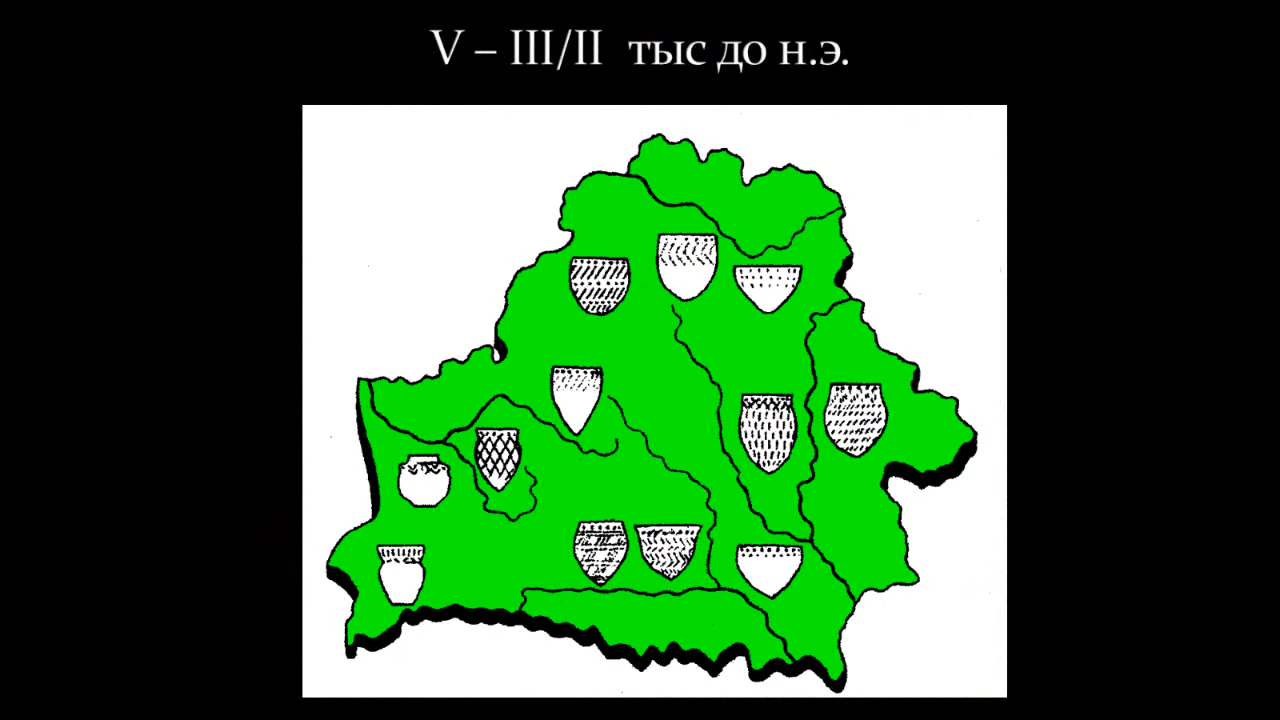 V – III/II тыс до н.э.